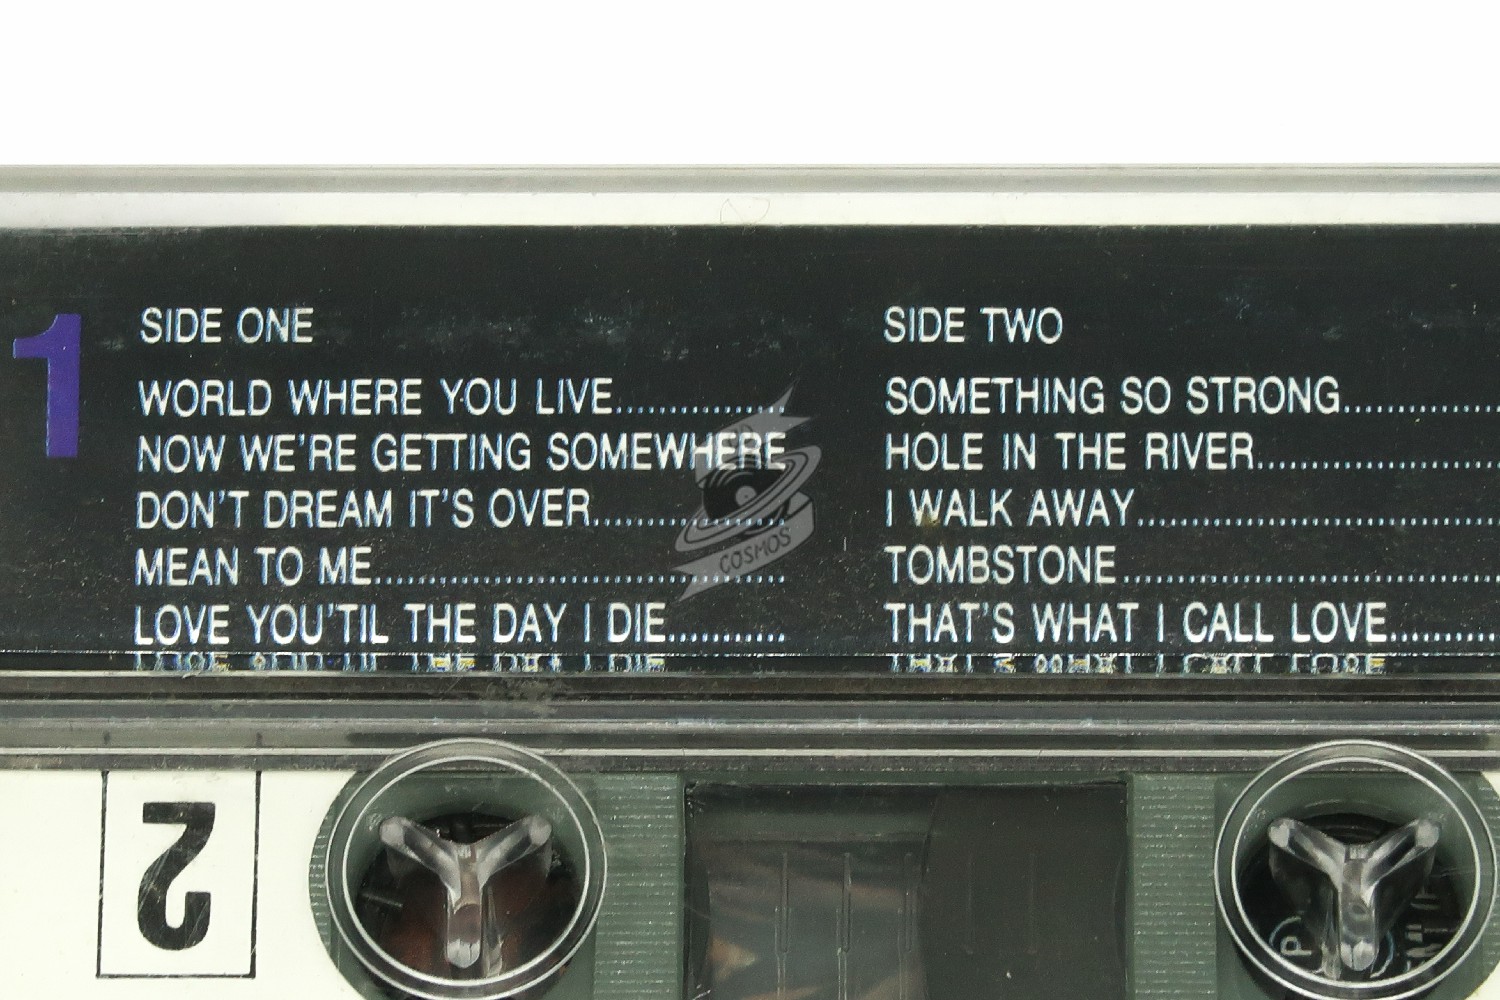 1
SIDE ONE
WORLD WHERE YOU LIVE................
NOW WE'RE GETTING SOMEWHERE
DON'T DREAM IT'S OVER..................
MEAN TO ME.......................................
LOVE YOU'TIL THE DAY I DIE...........
SIDE TWO
SOMETHING SO STRONG................
HOLE IN THE RIVER........................
I WALK AWAY...................................
TOMBSTONE.....................................
THAT'S WHAT I CALL LOVE..........
COSMOS
2